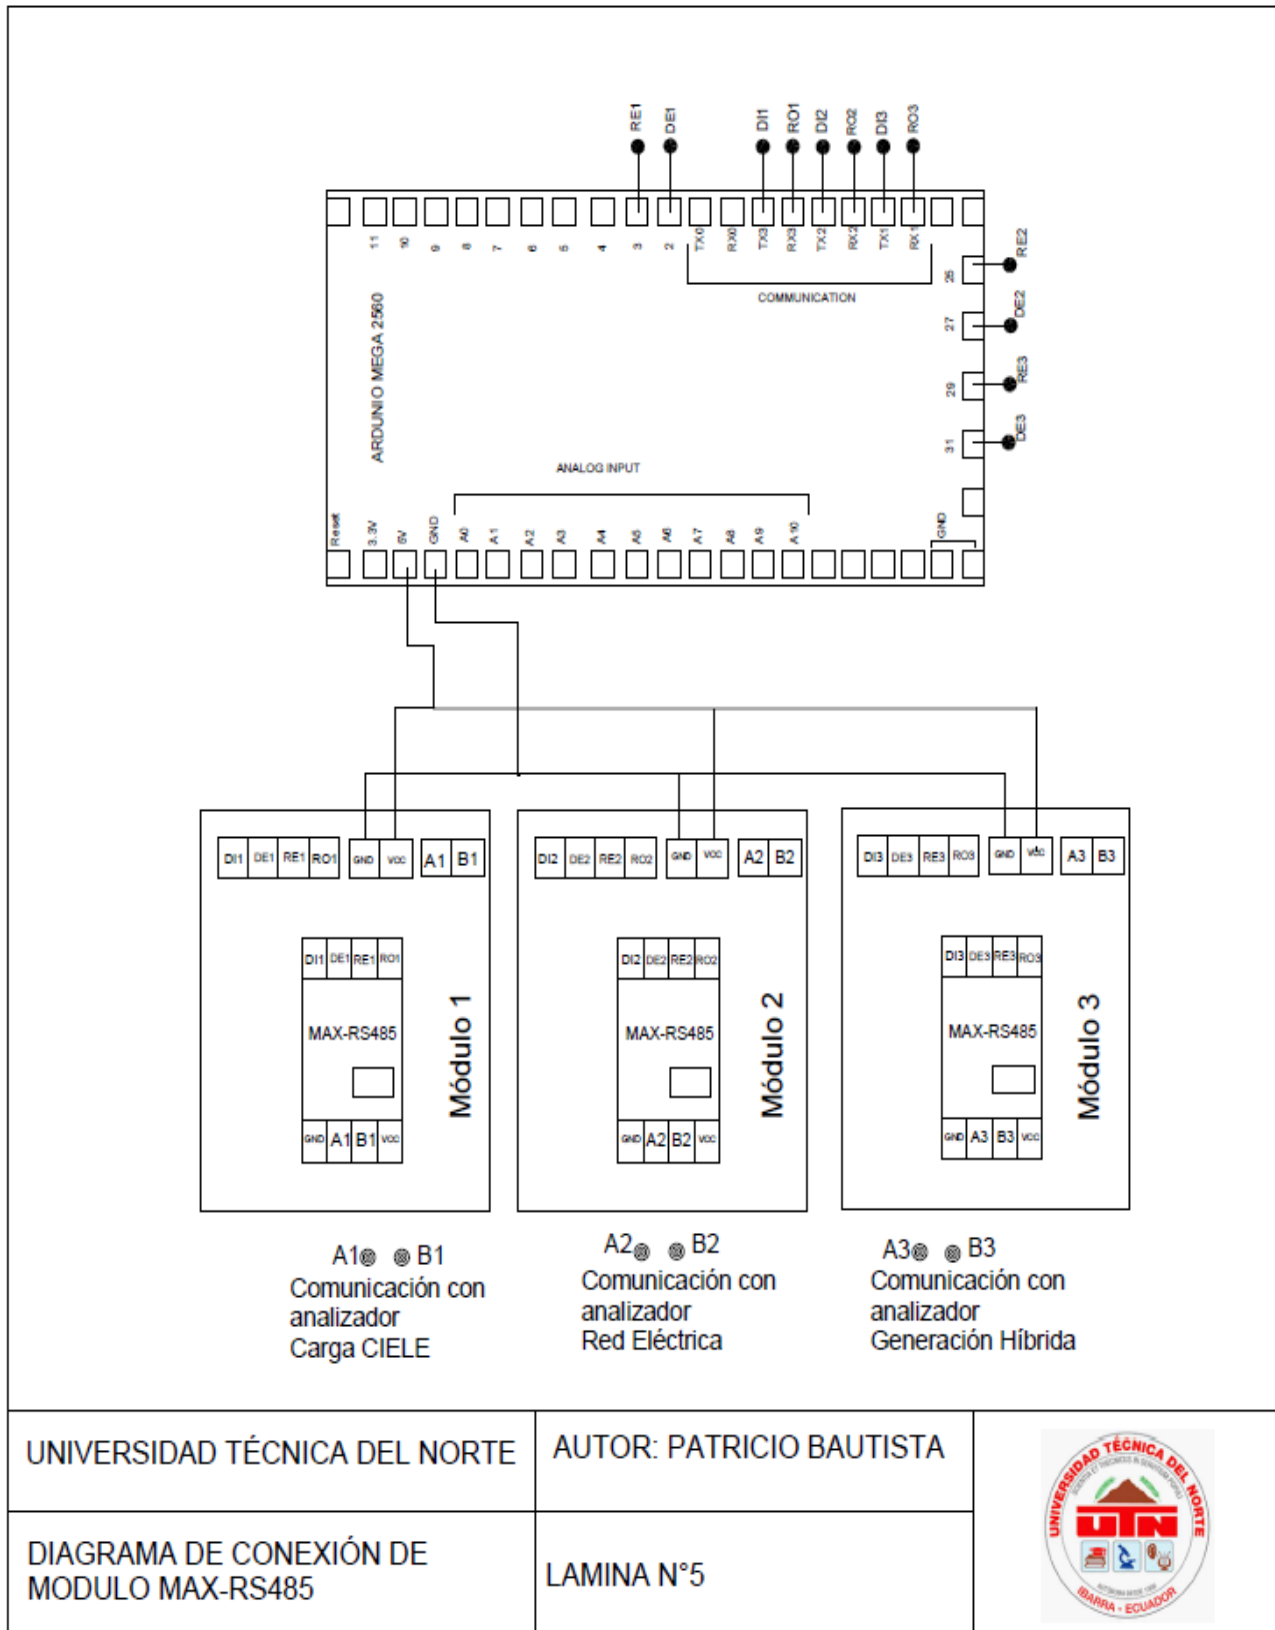 RE1
DE1
DI1
RO1
DI2
RO2
DI3
RO3
11
10
9
8
7
6
5
4
3
2
TX0
RX0
TX3
RX3
TX2
RX2
TX1
RX1
COMMUNICATION
25
RE2
27
DE2
29
RE3
31
DE3
ARDUNIO MEGA 2560
ANALOG INPUT
Reset
3.3V
5V
GND
A0
A1
A2
A3
A4
A5
A6
A7
A8
A9
A10
GND
DI1 DE1 RE1 RO1 GND VCC A1 B1
DI1 DE1 RE1 RO1
MAX-RS485
GND A1 B1 VCC
Módulo 1
DI2 DE2 RE2 RO2 GND VCC A2 B2
DI2 DE2 RE2 RO2
MAX-RS485
GND A2 B2 VCC
Módulo 2
DI3 DE3 RE3 RO3 GND VCC A3 B3
DI3 DE3 RE3 RO3
MAX-RS485
GND A3 B3 VCC
Módulo 3
A1 B1
Comunicación con
analizador
Carga CIELE
A2 B2
Comunicación con
analizador
Red Eléctrica
A3 B3
Comunicación con
analizador
Generación Híbrida
UNIVERSIDAD TÉCNICA DEL NORTE
AUTOR: PATRICIO BAUTISTA
DIAGRAMA DE CONEXIÓN DE
MODULO MAX-RS485
LAMINA N°5
UNIVERSIDAD TÉCNICA DEL NORTE
UTN
IBARRA - ECUADOR